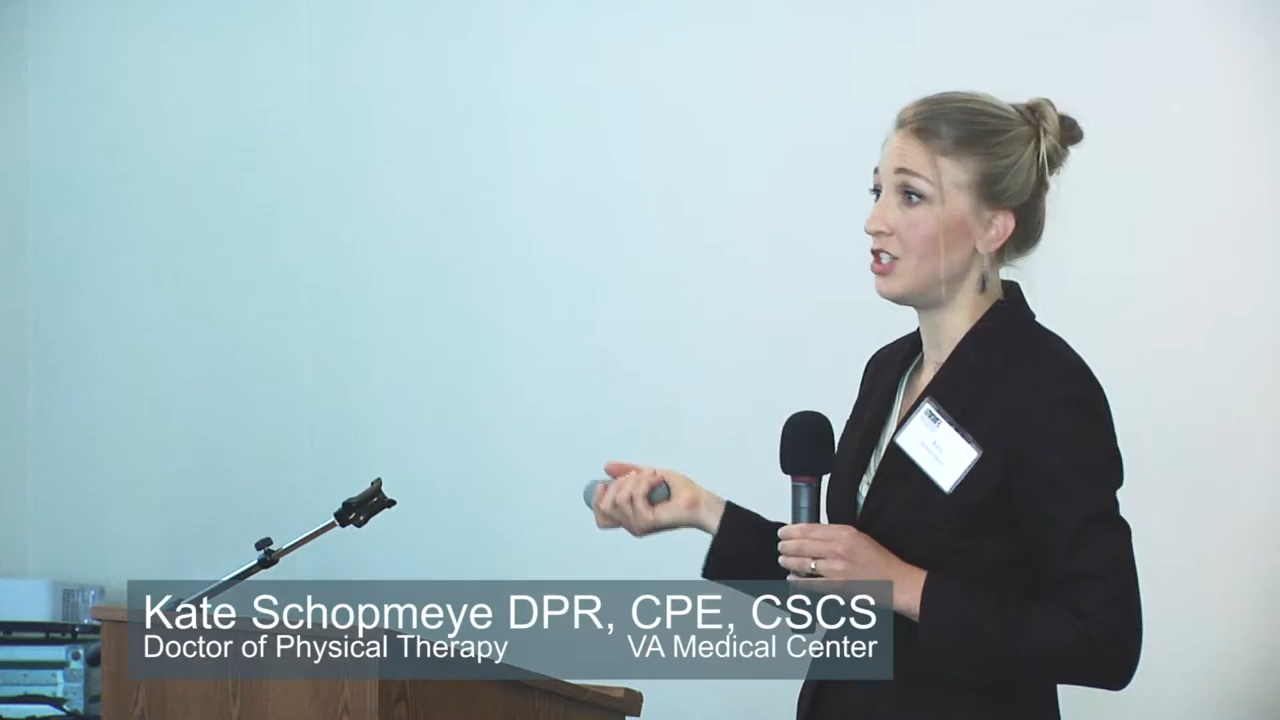 Kate Schopmeye DPR, CPE, CSCS
Doctor of Physical Therapy VA Medical Center